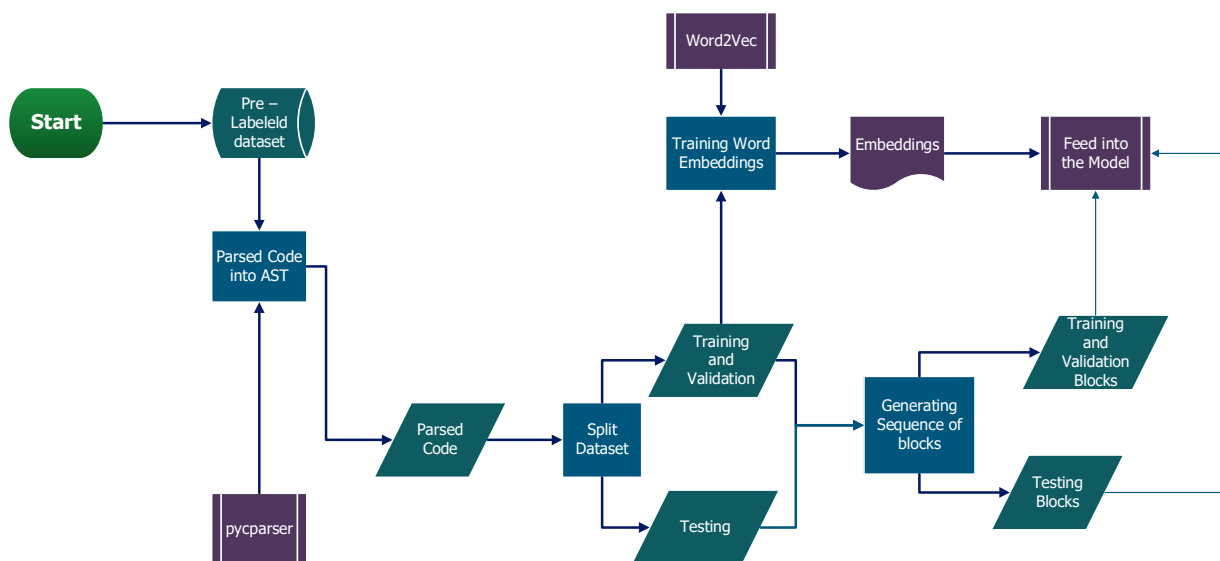 Word2Vec
Start
Pre –
Labeleld
dataset
Training Word
Embeddings
Embeddings
Feed into
the Model
Parsed Code
into AST
Training
and
Validation
Training
and
Validation
Blocks
Parsed
Code
Split
Dataset
Generating
Sequence of
blocks
Testing
Blocks
pycparser
Testing